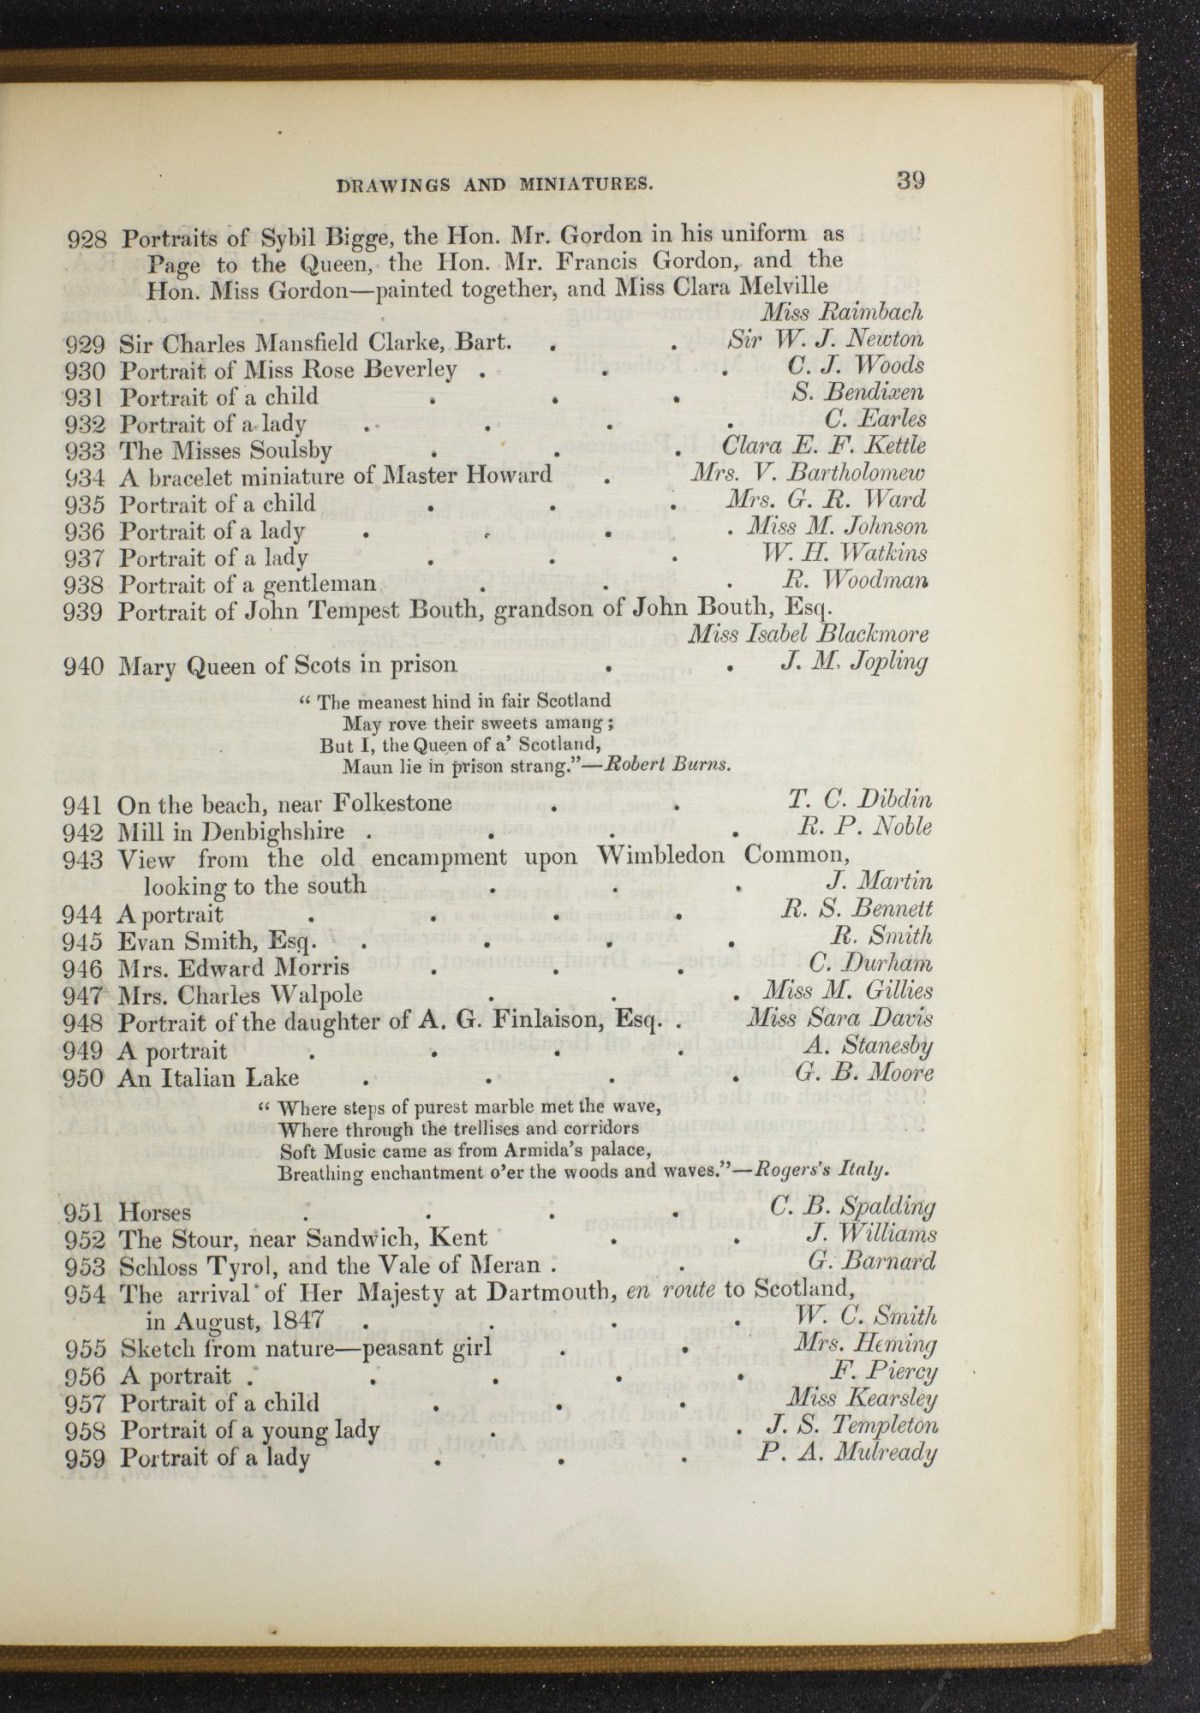 DRAWINGS AND MINIATURES. 39
928 Portraits of Sybil Bigge, the Hon. Mr. Gordon in his uniform as
Page to the Queen, the Hon. Mr. Francis Gordon, and the
Hon. Miss Gordon—painted together, and Miss Clara Melville
Miss Raimbach
929 Sir Charles Mansfield Clarke, Bart. . . Sir W. J. Newton
930 Portrait of Miss Rose Beverley . . . C. J. Woods
931 Portrait of a child . . . S. Bendixen
932 Portrait of a lady . . . . C. Earles
933 The Misses Soulsby . . . Clara E. F. Kettle
934 A bracelet miniature of Master Howard . Mrs. V. Bartholomew
935 Portrait of a child . . . Mrs. G. R. Ward
936 Portrait of a lady . . . . Miss M. Johnson
937 Portrait of a lady . . . W. H. Watkins
938 Portrait of a gentleman . . . R. Woodman
939 Portrait of John Tempest Bouth, grandson of John Bouth, Esq.
Miss Isabel Blackmore
940 Mary Queen of Scots in prison . . J. M. Jopling
“ The meanest hind in fair Scotland
May rove their sweets amang ;
But I, the Queen of a’ Scotland,
Maun lie in prison strang.”—Robert Burns.
941 On the beach, near Folkestone . . T. C. Dibdin
942 Mill in Denbighshire . . . . R. P. Noble
943 View from the old encampment upon Wimbledon Common,
looking to the south . . . J. Martin
944 A portrait . . . . R. S. Bennett
945 Evan Smith, Esq. . . . . R. Smith
946 Mrs. Edward Morris . . . C. Durham
947 Mrs. Charles Walpole . . . Miss M. Gillies
948 Portrait of the daughter of A. G. Finlaison, Esq. . Miss Sara Davis
949 A portrait . . . . A. Stanesby
950 An Italian Lake . . . . G. B. Moore
“ Where steps of purest marble met the wave,
Where through the trellises and corridors
Soft Music came as from Armida’s palace,
Breathing enchantment o’er the woods and waves.”—Rogers’s Italy.
951 Horses . . . . C. B. Spalding
952 The Stour, near Sandwich, Kent . . J. Williams
953 Schloss Tyrol, and the Vale of Meran . . G. Barnard
954 The arrival of Her Majesty at Dartmouth, en route to Scotland,
in August, 1847 . . . . W. C. Smith
955 Sketch from nature—peasant girl . . Mrs. Heming
956 A portrait . . . . . F. Piercy
957 Portrait of a child . . . Miss Kearsley
958 Portrait of a young lady . . . J. S. Templeton
959 Portrait of a lady . . . P. A. Mulready